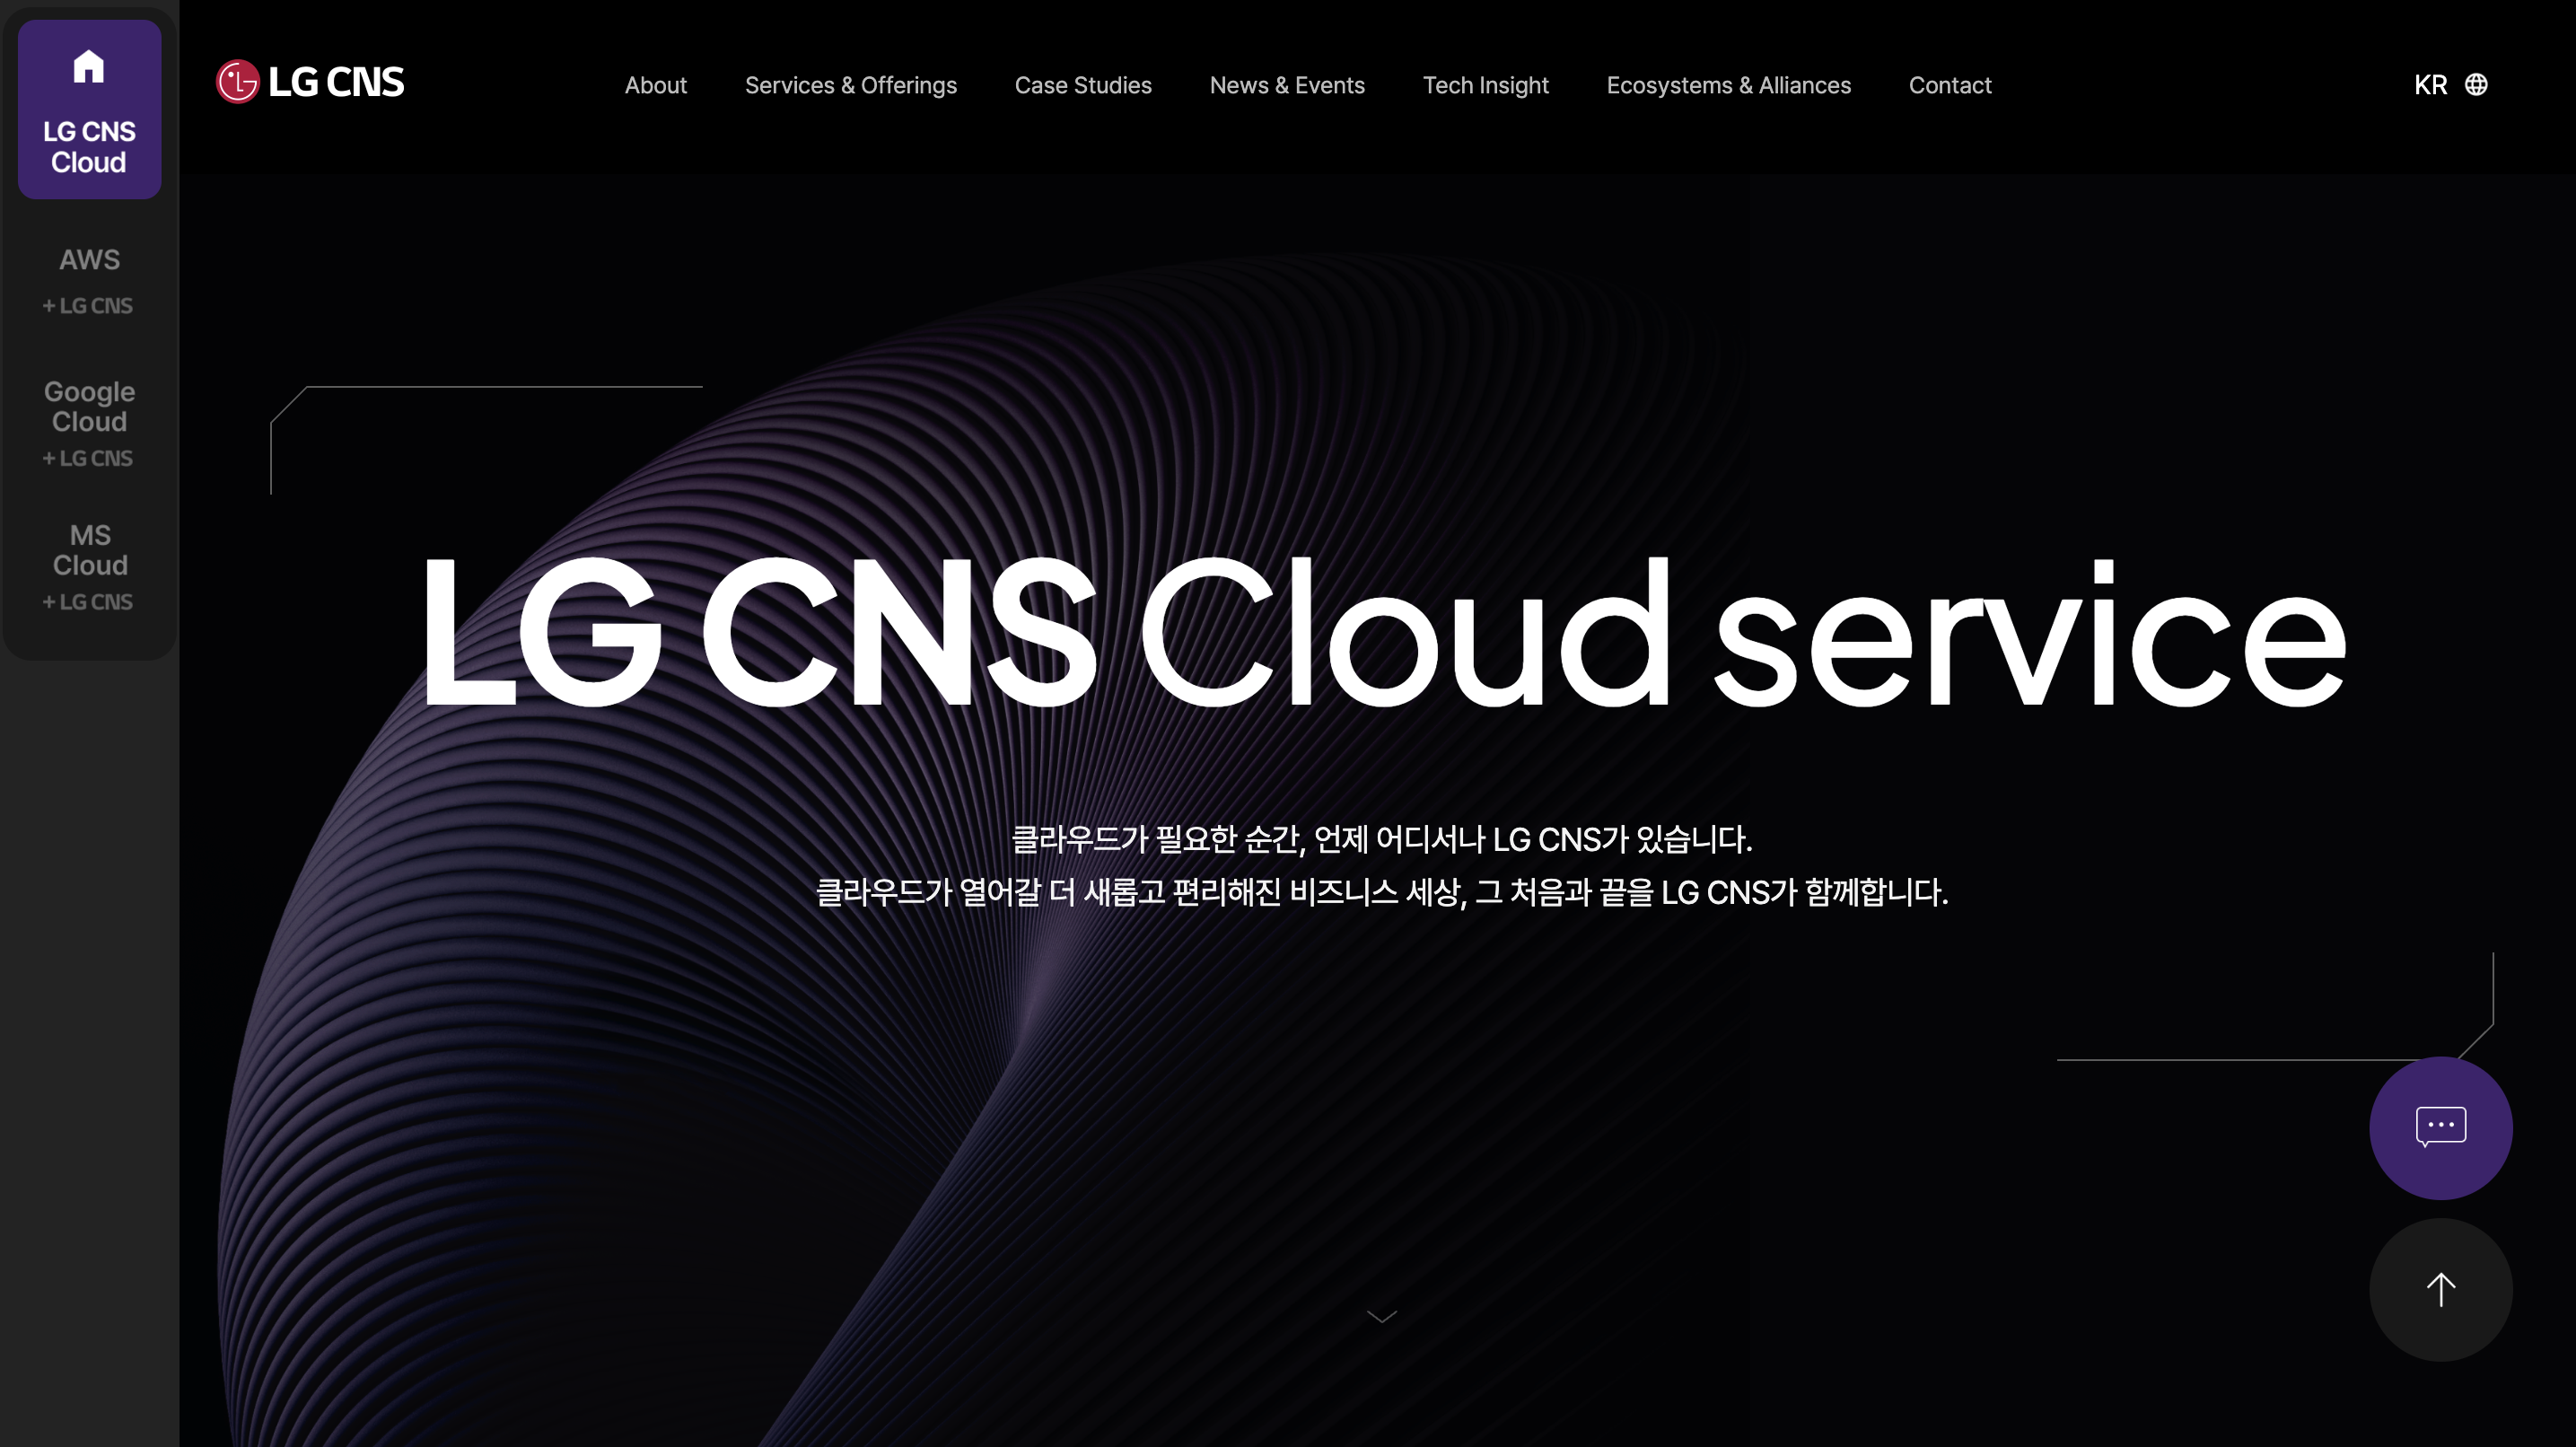 LG CNS
Cloud
AWS
+ LG CNS
Google
Cloud
+ LG CNS
MS
Cloud
+ LG CNS
LG CNS
About Services & Offerings Case Studies News & Events Tech Insight Ecosystems & Alliances Contact KR
LG CNS Cloud service
클라우드가 필요한 순간, 언제 어디서나 LG CNS가 있습니다.
클라우드가 열어갈 더 새롭고 편리해진 비즈니스 세상, 그 처음과 끝을 LG CNS가 함께합니다.